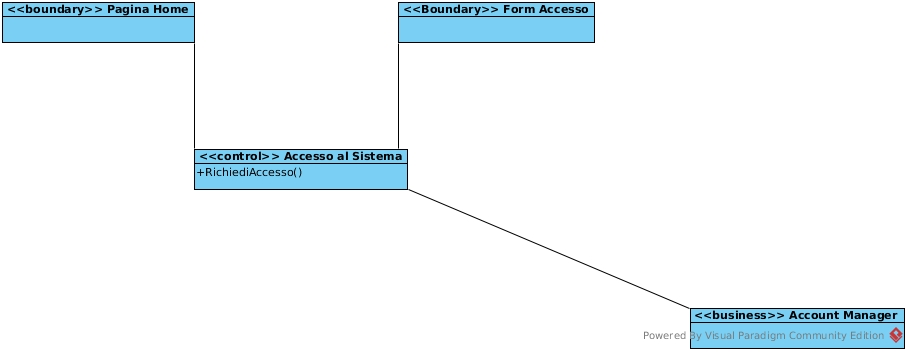 <<boundary>> Pagina Home
<<Boundary>> Form Accesso
<<control>> Accesso al Sistema
+RichiediAccesso()
<<business>> Account Manager
Powered By Visual Paradigm Community Edition